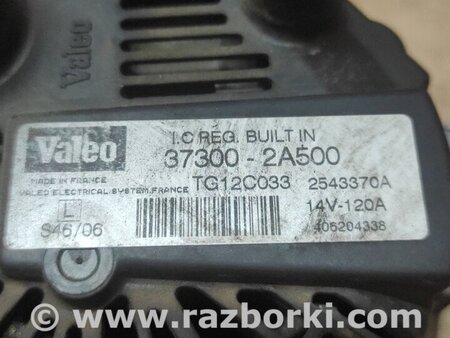 Valeo
I.C REG. BUILT IN
Valeo
37300-2A500
MADE IN FRANCE
TG12C033 2543370A
VALEO ELECTRICAL SYSTEM, FRANCE
L
14V-120A
S46/06
406204338
www.razborki.com